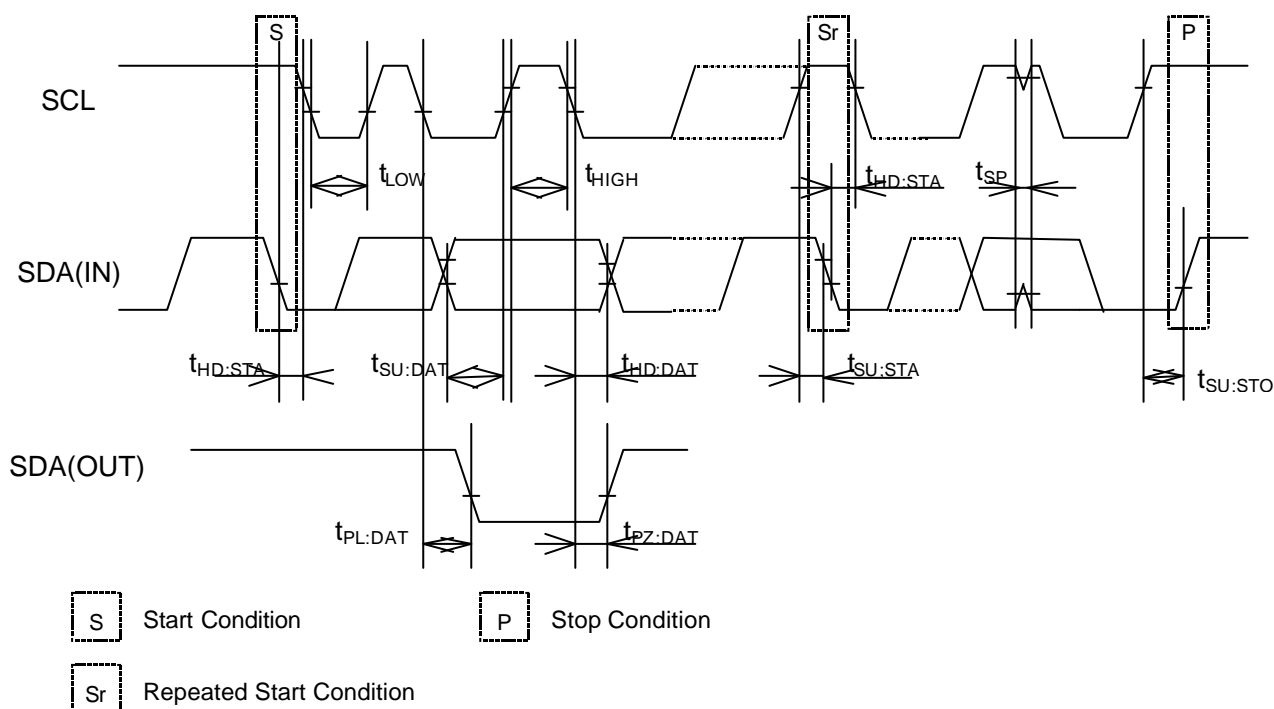 S Sr P
SCL
tLOW tHIGH tHD:STA tSP
SDA(IN)
tHD:STA tSU:DAT tHD:DAT tSU:STA tSU:STO
SDA(OUT)
tPL:DAT tPZ:DAT
S Start Condition P Stop Condition
Sr Repeated Start Condition